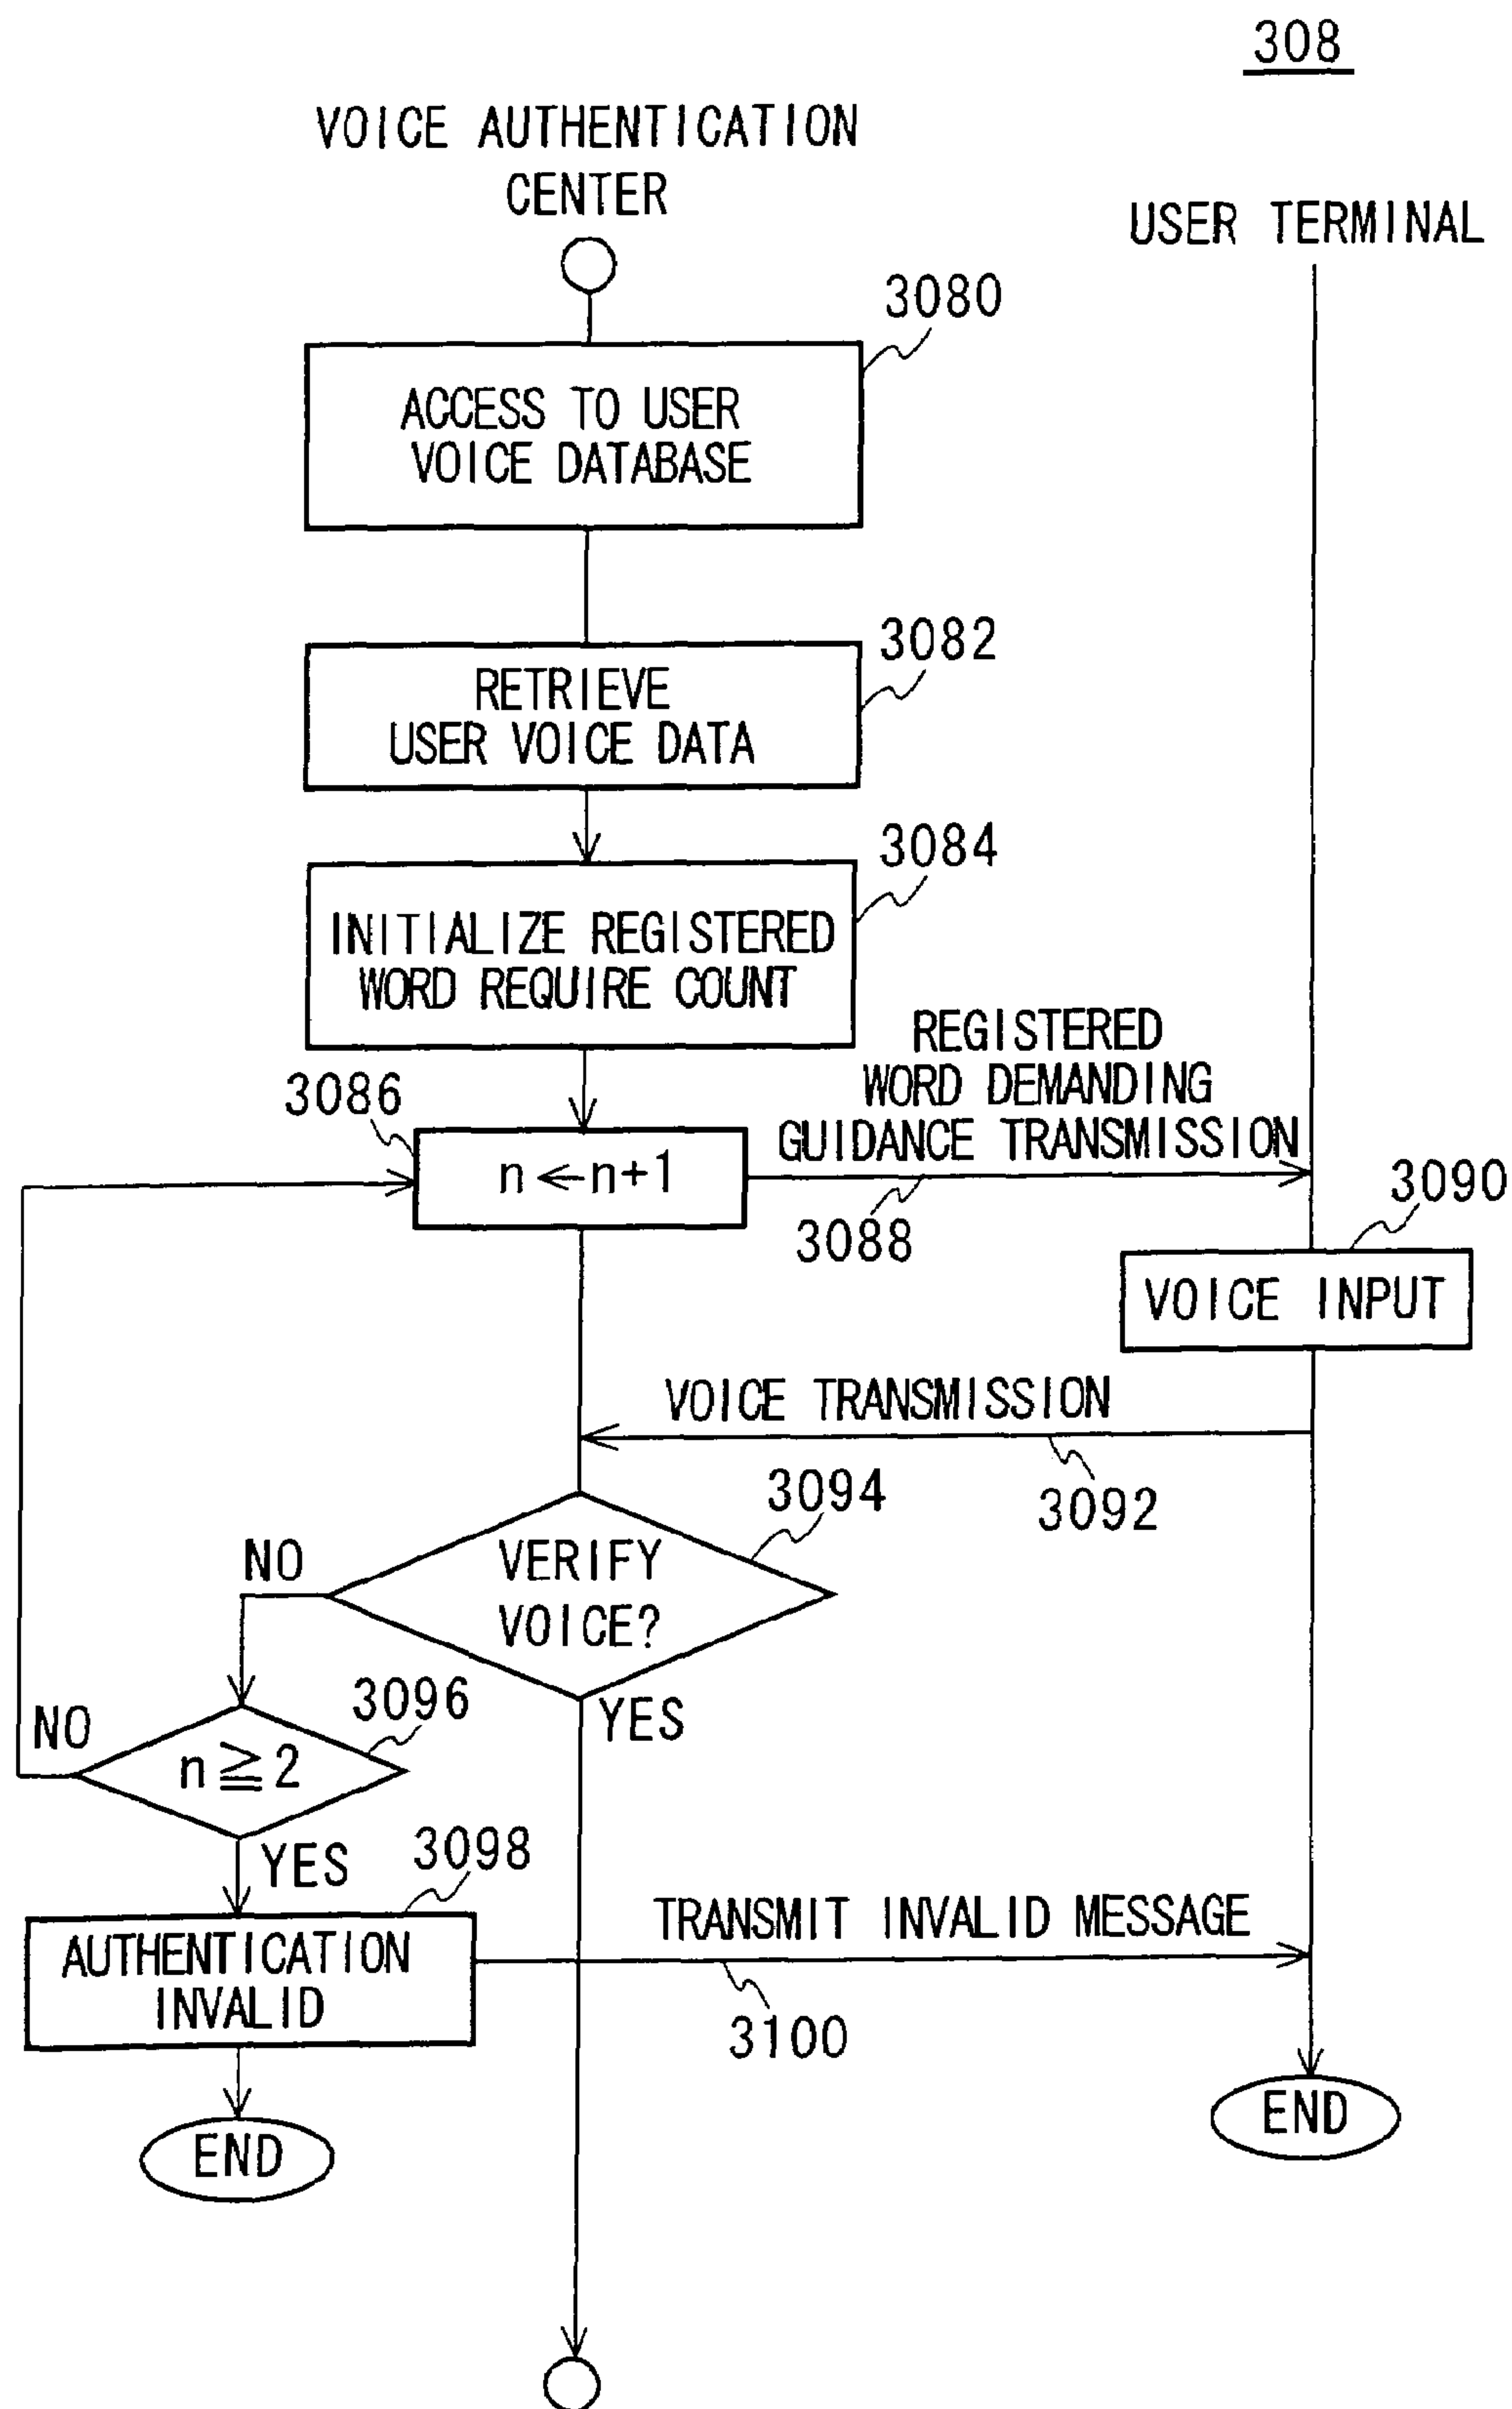 308
VOICE AUTHENTICATION
CENTER
USER TERMINAL
3080
ACCESS TO USER
VOICE DATABASE
3082
RETRIEVE
USER VOICE DATA
3084
INITIALIZE REGISTERED
WORD REQUIRE COUNT
REGISTERED
WORD DEMANDING
GUIDANCE TRANSMISSION
3086
n←n+1
3088
3090
VOICE INPUT
VOICE TRANSMISSION
3092
3094
VERIFY
VOICE?
NO
YES
3096
n≧2
NO
YES
3098
AUTHENTICATION
INVALID
TRANSMIT INVALID MESSAGE
3100
END
END